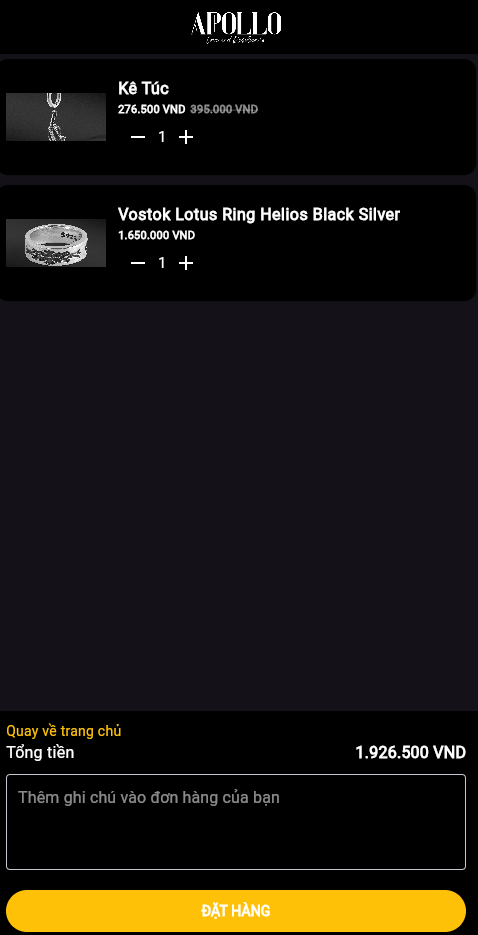 APOLLO
Kê Túc
276.500 VND 395.000 VND
1
Vostok Lotus Ring Helios Black Silver
1.650.000 VND
1
Quay về trang chủ
Tổng tiền 1.926.500 VND
Thêm ghi chú vào đơn hàng của bạn
ĐẶT HÀNG